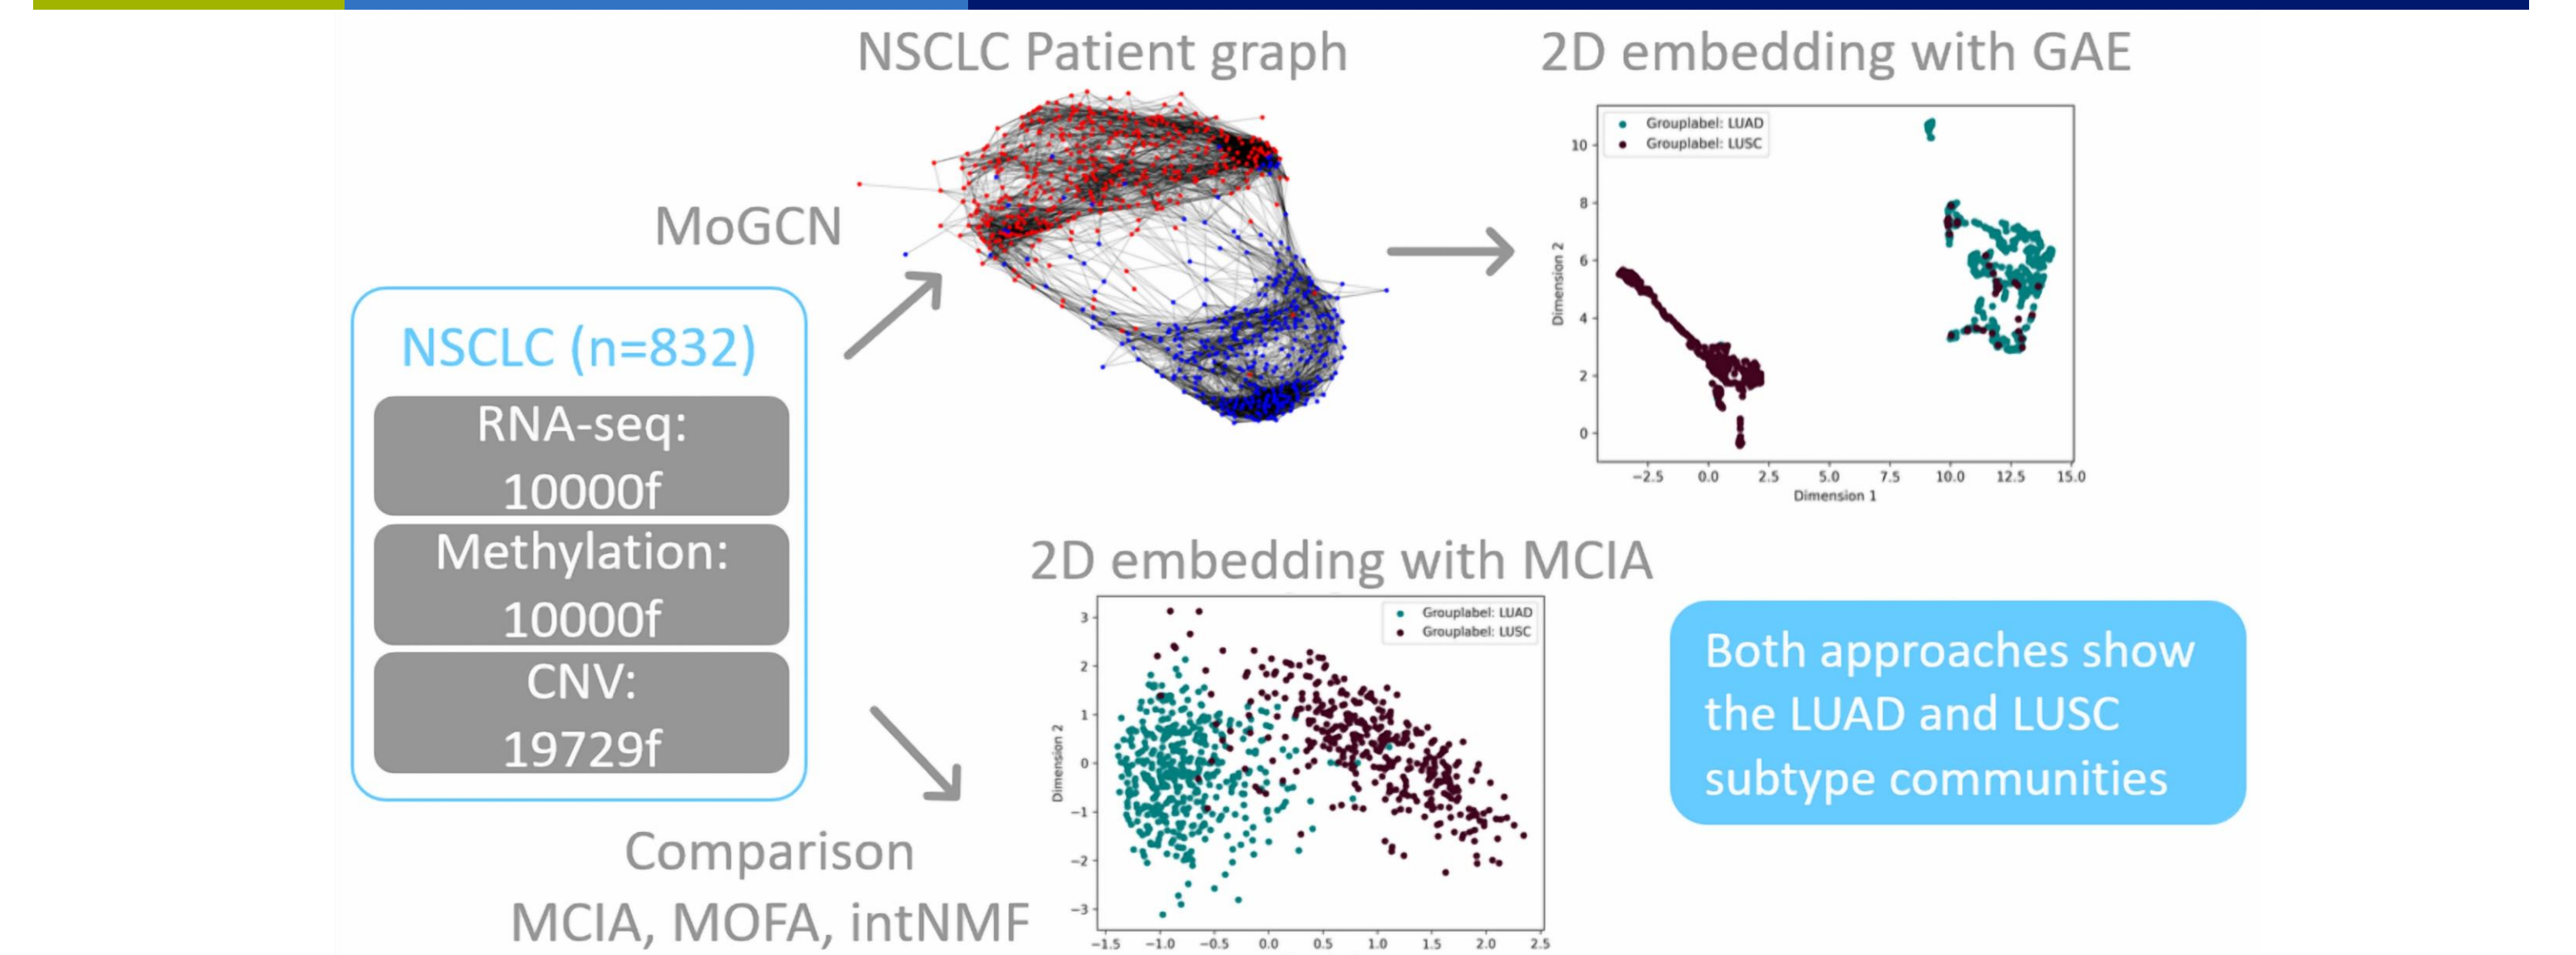 NSCLC Patient graph
2D embedding with GAE
MoGCN
NSCLC (n=832)
RNA-seq:
10000f
Methylation:
10000f
CNV:
19729f
Grouplabel: LUAD
Grouplabel: LUSC
10
8
6
4
2
0
Dimension 2
−2.5 0.0 2.5 5.0 7.5 10.0 12.5 15.0
Dimension 1
2D embedding with MCIA
Grouplabel: LUAD
Grouplabel: LUSC
3
2
1
0
−1
−2
−3
Dimension 2
−1.5 −1.0 −0.5 0.0 0.5 1.0 1.5 2.0 2.5
Comparison
MCIA, MOFA, intNMF
Both approaches show
the LUAD and LUSC
subtype communities